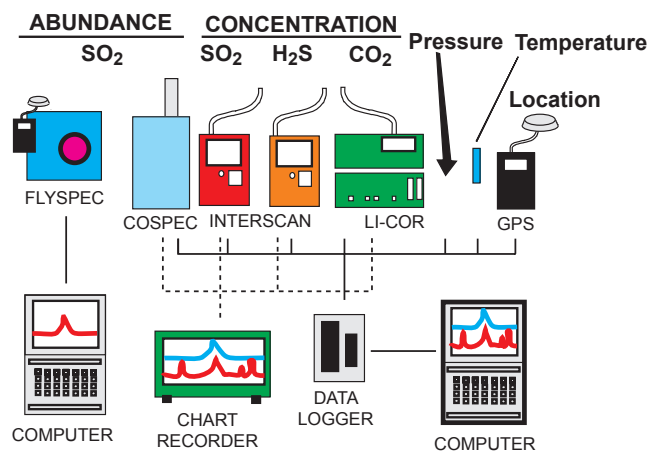 ABUNDANCE
SO2
CONCENTRATION
SO2 H2S CO2
Pressure
Temperature
Location
FLYSPEC
COSPEC
INTERSCAN
LI-COR
GPS
COMPUTER
CHART
RECORDER
DATA
LOGGER
COMPUTER